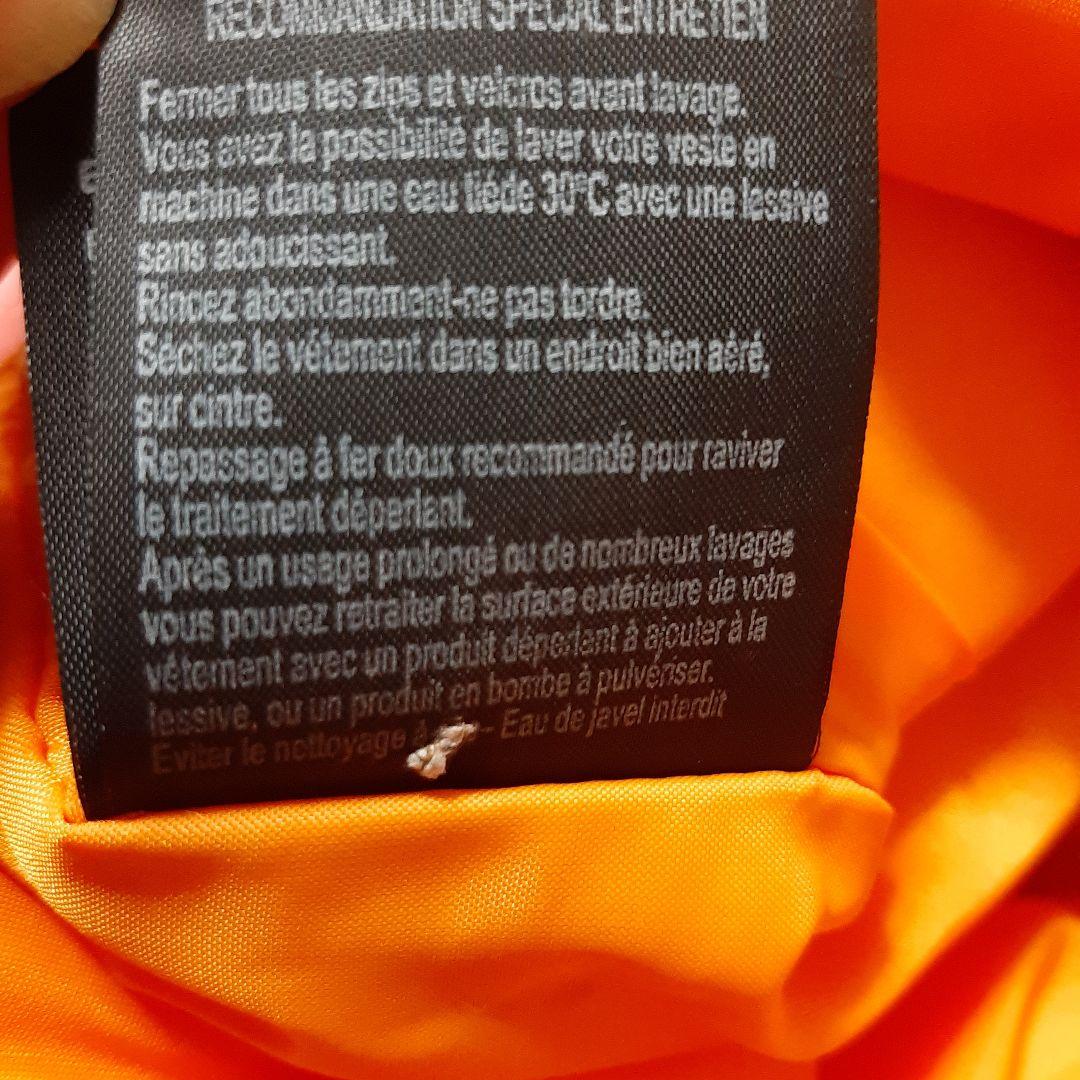 RECOMMANDATION SPECIAL ENTRETIEN
Fermer tous les zips et velcros avant lavage.
Vous avez la possibilité de laver votre veste en
machine dans une eau tiéde 30°C avec une lessive
sans adoucissant.
Rincez abondamment-ne pas tordre.
Séchez le vétement dans un endroit bien aéré,
sur cintre.
Repassage à fer doux recommandé pour raviver
le traitement déperlant.
Après un usage prolongé ou de nombreux lavages
vous pouvez retraiter la surface extérieure de votre
vétement avec un produit déperlant à ajouter à la
lessive, ou un produit en bombe à pulvériser.
Eviter le nettoyage à - Eau de javel interdit